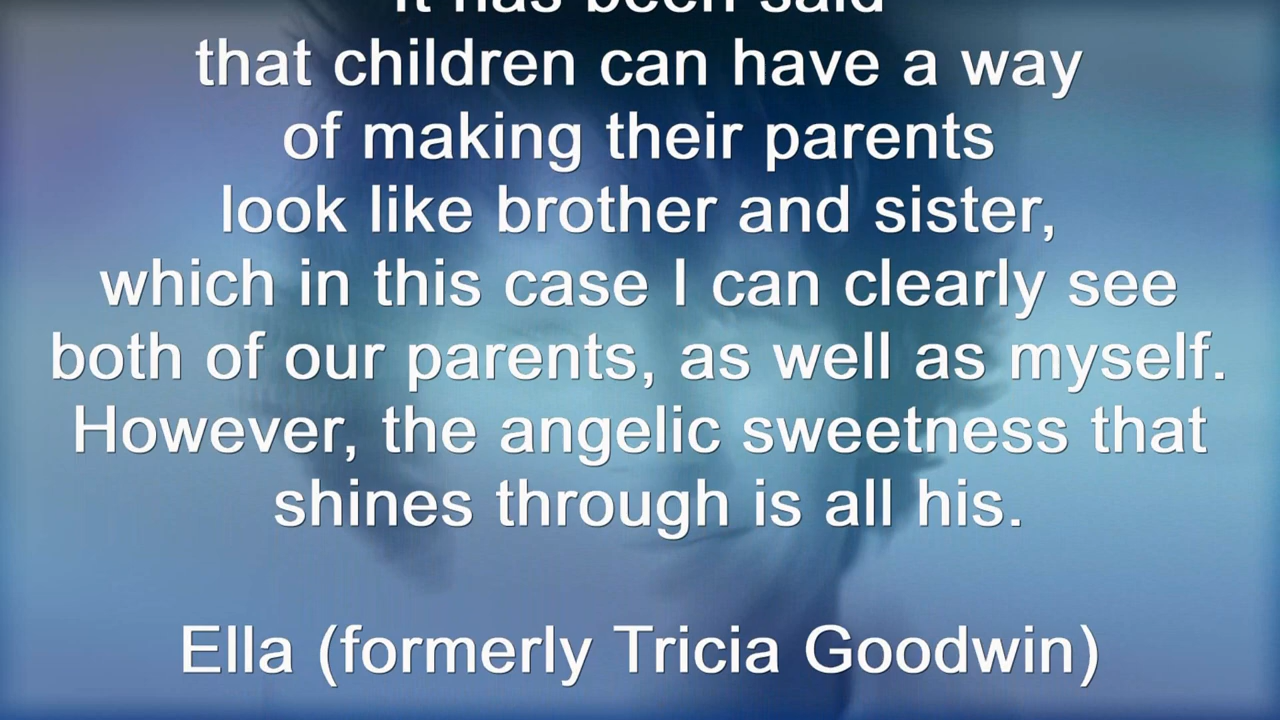 It has been said
that children can have a way
of making their parents
look like brother and sister,
which in this case I can clearly see
both of our parents, as well as myself.
However, the angelic sweetness that
shines through is all his.
Ella (formerly Tricia Goodwin)